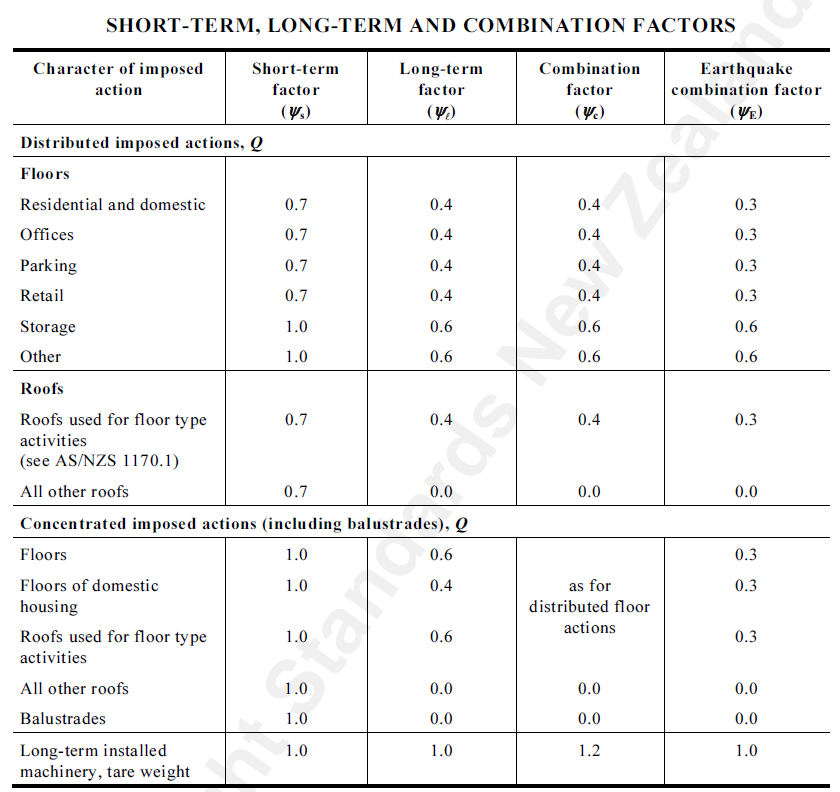 SHORT-TERM, LONG-TERM AND COMBINATION FACTORS
Character of imposed action | Short-term factor (ψs) | Long-term factor (ψℓ) | Combination factor (ψc) | Earthquake combination factor (ψE)
Distributed imposed actions, Q
Floors
Residential and domestic 0.7 0.4 0.4 0.3
Offices 0.7 0.4 0.4 0.3
Parking 0.7 0.4 0.4 0.3
Retail 0.7 0.4 0.4 0.3
Storage 1.0 0.6 0.6 0.6
Other 1.0 0.6 0.6 0.6
Roofs
Roofs used for floor type 0.7 0.4 0.4 0.3
activities
(see AS/NZS 1170.1)
All other roofs 0.7 0.0 0.0 0.0
Concentrated imposed actions (including balustrades), Q
Floors 1.0 0.6 0.3
Floors of domestic 1.0 0.4 as for 0.3
housing distributed floor
actions
Roofs used for floor type 1.0 0.6 0.3
activities
All other roofs 1.0 0.0 0.0 0.0
Balustrades 1.0 0.0 0.0 0.0
Long-term installed 1.0 1.0 1.2 1.0
machinery, tare weight
ght Standards New Zealand